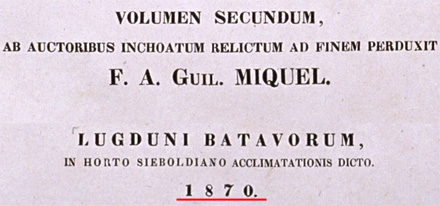 VOLUMEN SECUNDUM,
AB AUCTORIBUS INCHOATUM RELICTUM AD FINEM PERDUXIT
F. A. GUIL. MIQUEL.
LUGDUNI BATAVORUM,
IN HORTO SIEBOLDIANO ACCLIMATATIONIS DICTO.
1870.